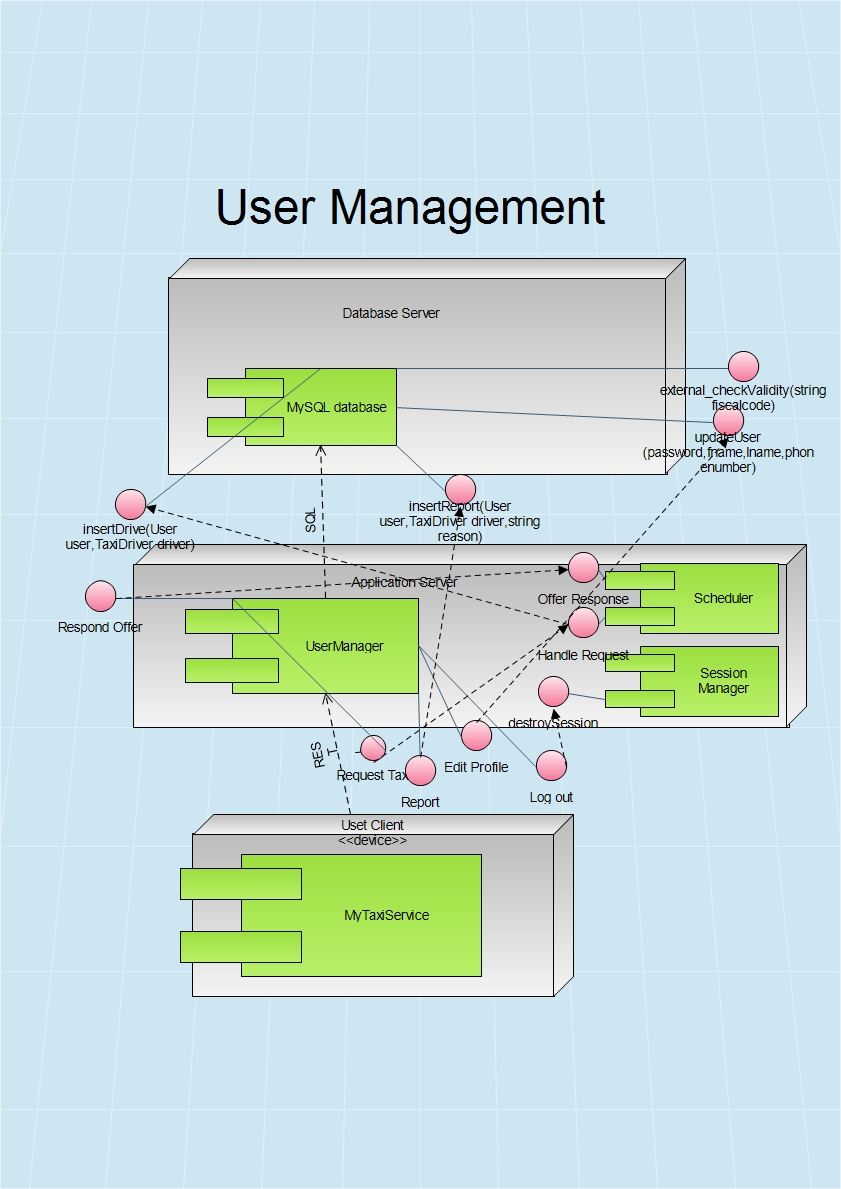 User Management
Database Server
MySQL database
external_checkValidity(string
fiscalcode)
updateUser
(password,fname,lname,phon
enumber)
insertDrive(User
user,TaxiDriver driver)
SQL
insertReport(User
user,TaxiDriver driver,string
reason)
Application Server
Respond Offer
Offer Response
Scheduler
UserManager
Handle Request
Session
Manager
destroySession
RES
T
Request Tax
Report
Edit Profile
Log out
Uset Client
<<device>>
MyTaxiService